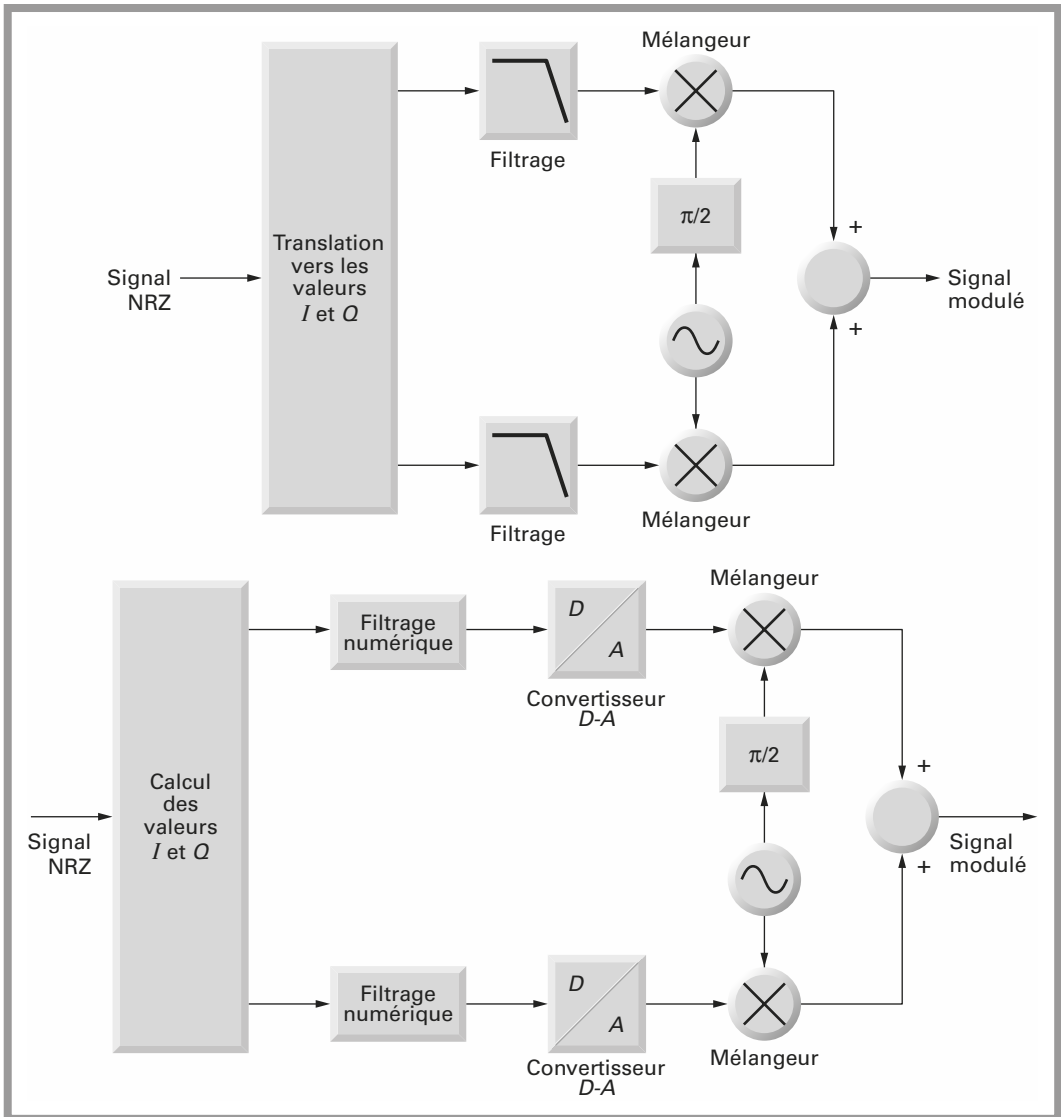 Mélangeur
Filtrage
π/2
Translation
vers les
valeurs
I et Q
Signal
NRZ
+
Signal
modulé
+
Filtrage
Mélangeur
Mélangeur
Filtrage
numérique
D
A
Convertisseur
D-A
π/2
Calcul
des
valeurs
I et Q
Signal
NRZ
+
Signal
modulé
+
Filtrage
numérique
D
A
Convertisseur
D-A
Mélangeur